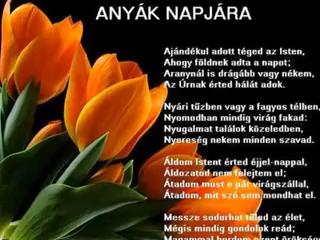 ANYÁK NAPJÁRA
Ajándékul adott téged az Isten,
Ahogy földnek adta a napot;
Aranynál is drágább vagy nékem,
Az Úrnak érted hálát adok.
Nyári tűzben vagy a fagyos télben,
Nyomodban mindig virág fakad:
Nyugalmat találok közeledben,
Nyereség nekem minden szavad.
Áldom Istent érted éjjel-nappal,
Áldozatod nem felejtem el;
Átadom most e pár virágszállal,
Átadom, mit szó sem mondhat el.
Messze sodorhat tőled az élet,
Mégis mindig gondolok reád;
Magammal hordom szent